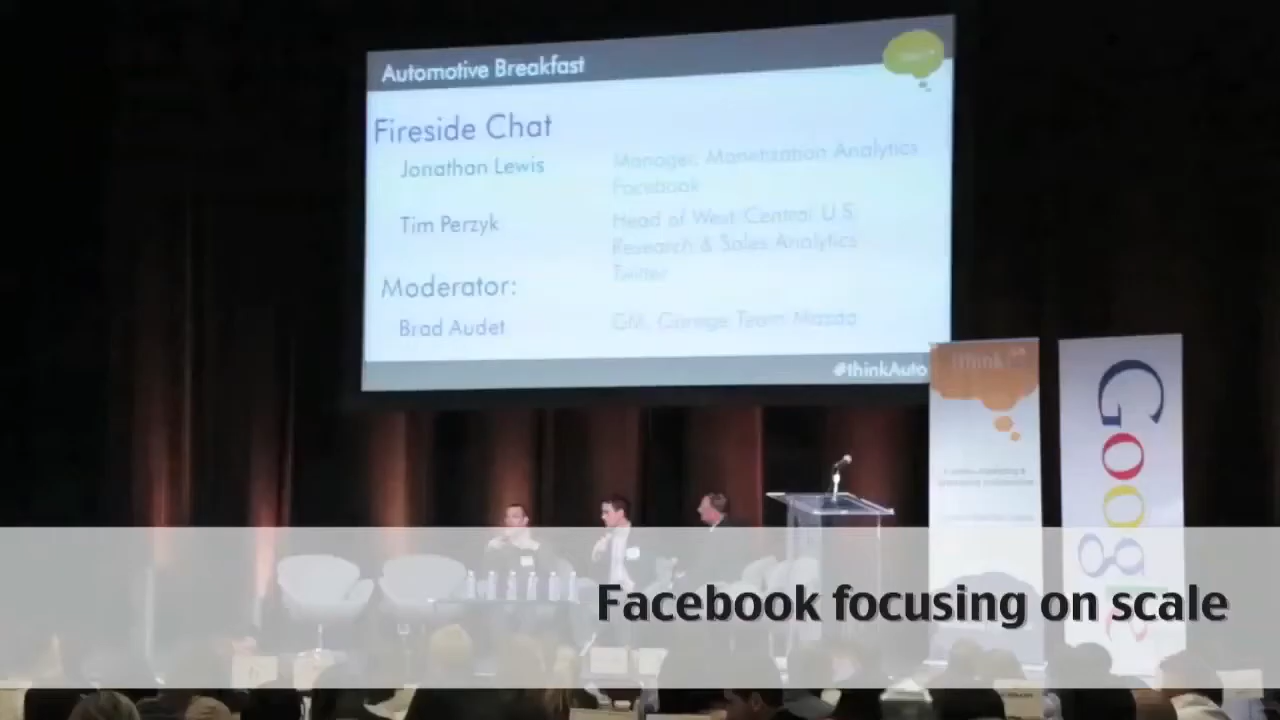 Automotive Breakfast
Fireside Chat
Jonathan Lewis
Manager, Monetization Analytics
Facebook
Tim Perzyk
Head of West Central U.S.
Research & Sales Analytics
Twitter
Moderator:
Brad Audet
GM, Garage Team Mazda
#thinkAuto
think
Google
Facebook focusing on scale